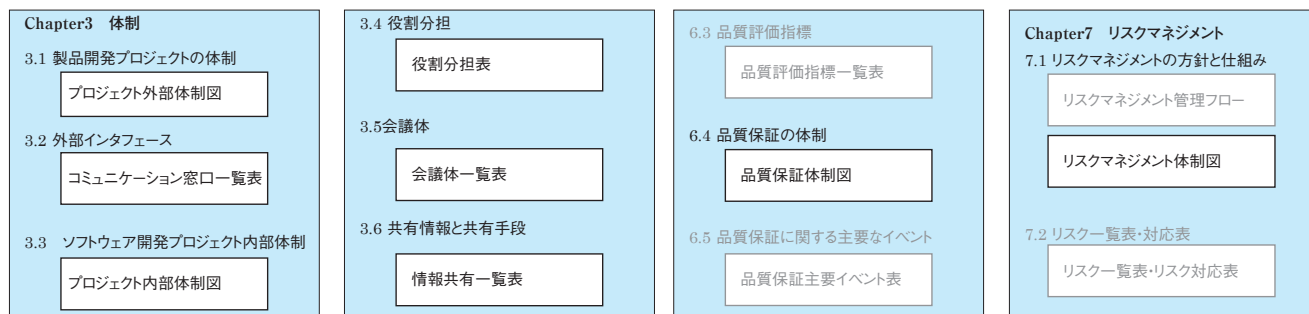 Chapter3　体制
3.1 製品開発プロジェクトの体制
プロジェクト外部体制図
3.2 外部インタフェース
コミュニケーション窓口一覧表
3.3　ソフトウェア開発プロジェクト内部体制
プロジェクト内部体制図
3.4 役割分担
役割分担表
3.5会議体
会議体一覧表
3.6 共有情報と共有手段
情報共有一覧表
6.3 品質評価指標
品質評価指標一覧表
6.4 品質保証の体制
品質保証体制図
6.5 品質保証に関する主要なイベント
品質保証主要イベント表
Chapter7　リスクマネジメント
7.1 リスクマネジメントの方針と仕組み
リスクマネジメント管理フロー
リスクマネジメント体制図
7.2 リスク一覧表・対応表
リスク一覧表・リスク対応表